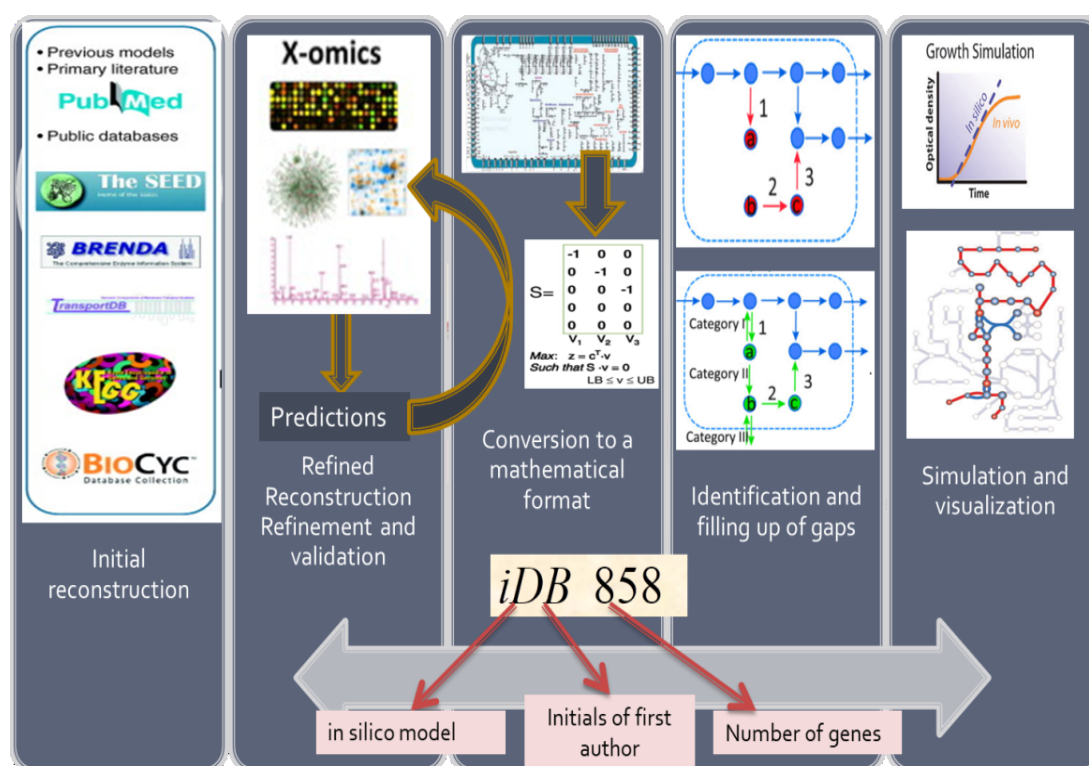 • Previous models
• Primary literature
PubMed
• Public databases
The SEED
BRENDA
The Comprehensive Enzyme Information System
TransportDB
KEGG
BIOCYC™
Database Collection
Initial
reconstruction
X-omics
Predictions
Refined
Reconstruction
Refinement and
validation
-1 0 0
0 -1 0
S= 0 0 -1
0 0 0
0 0 0
V1 V2 V3
Max: z = cT·v
Such that S ·v = 0
LB ≤ v ≤ UB
Conversion to a
mathematical
format
1
a
3
2
b c
Category I 1
a
Category II
3
2
b c
Category III
Identification and
filling up of gaps
Growth Simulation
Optical density
In silico
In vivo
Time
Simulation and
visualization
iDB 858
in silico model
Initials of first
author
Number of genes